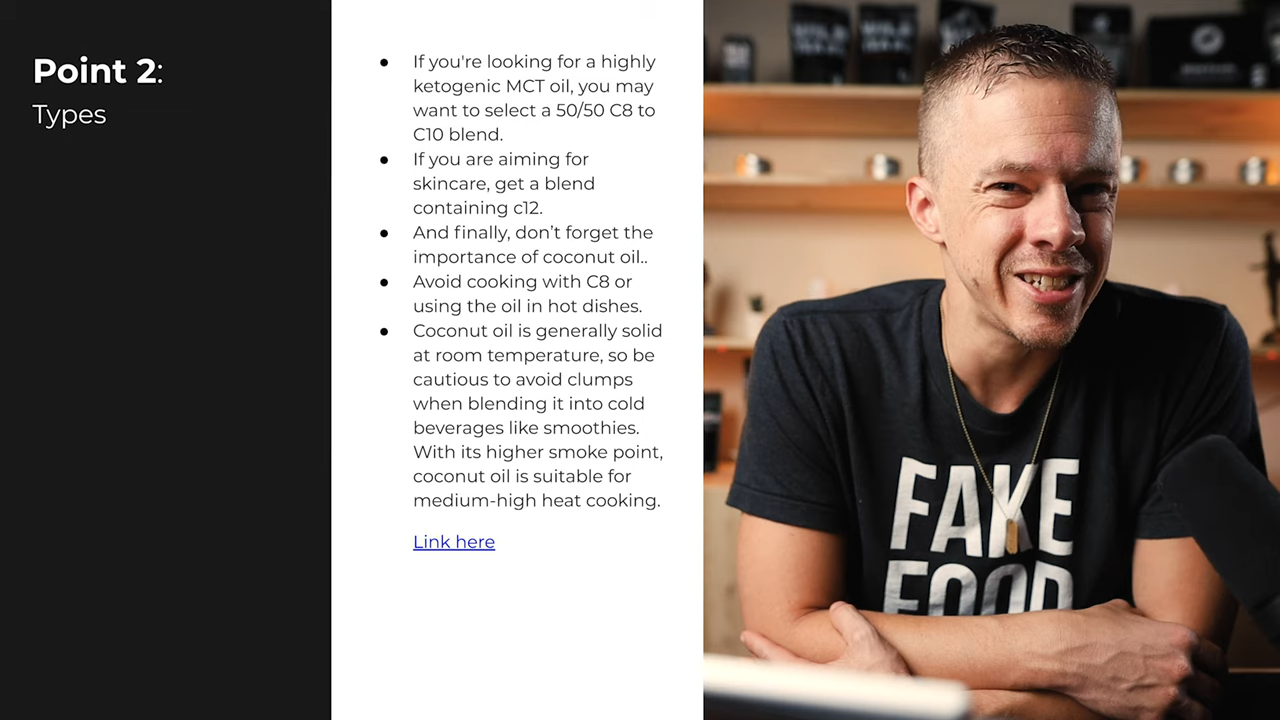 Point 2:
Types
● If you're looking for a highly
ketogenic MCT oil, you may
want to select a 50/50 C8 to
C10 blend.
● If you are aiming for
skincare, get a blend
containing c12.
● And finally, don’t forget the
importance of coconut oil..
● Avoid cooking with C8 or
using the oil in hot dishes.
● Coconut oil is generally solid
at room temperature, so be
cautious to avoid clumps
when blending it into cold
beverages like smoothies.
With its higher smoke point,
coconut oil is suitable for
medium-high heat cooking.
Link here
FAKE
FOOD